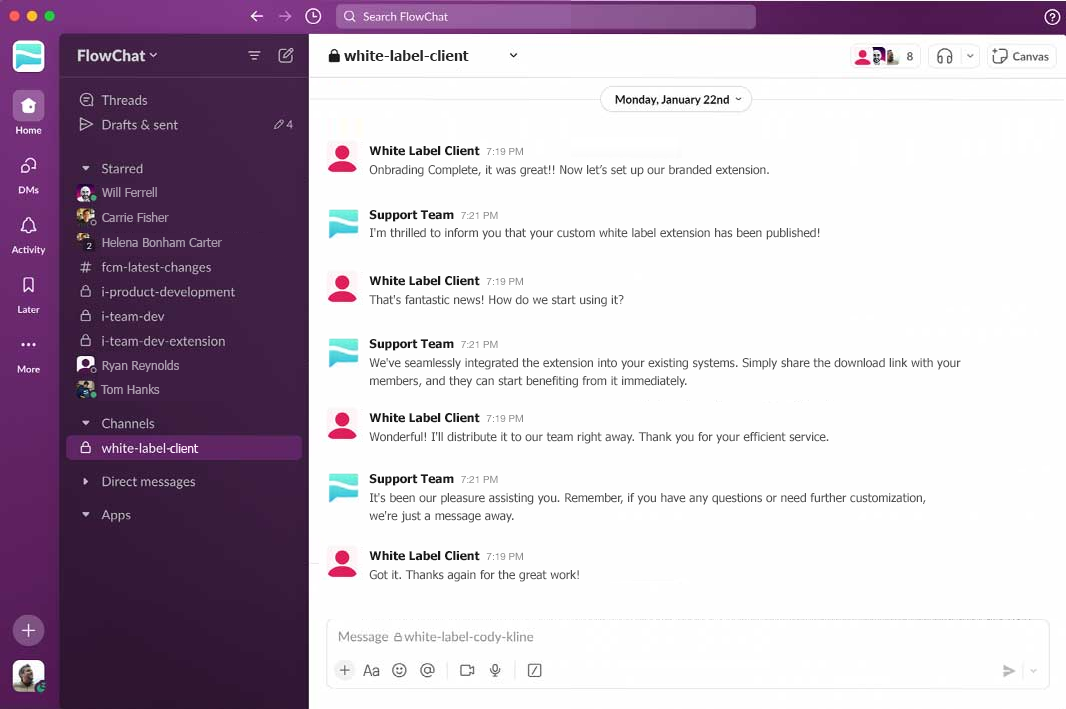 Search FlowChat
FlowChat
white-label-client
8
Canvas
Home
DMs
Activity
Later
More
Threads
Drafts & sent
4
Starred
Will Ferrell
Carrie Fisher
2
Helena Bonham Carter
fcm-latest-changes
i-product-development
i-team-dev
i-team-dev-extension
Ryan Reynolds
Tom Hanks
Channels
white-label-client
Direct messages
Apps
Monday, January 22nd
White Label Client 7:19 PM
Onbrading Complete, it was great!! Now let's set up our branded extension.
Support Team 7:21 PM
I'm thrilled to inform you that your custom white label extension has been published!
White Label Client 7:19 PM
That's fantastic news! How do we start using it?
Support Team 7:21 PM
We've seamlessly integrated the extension into your existing systems. Simply share the download link with your
members, and they can start benefiting from it immediately.
White Label Client 7:19 PM
Wonderful! I'll distribute it to our team right away. Thank you for your efficient service.
Support Team 7:21 PM
It's been our pleasure assisting you. Remember, if you have any questions or need further customization,
we're just a message away.
White Label Client 7:19 PM
Got it. Thanks again for the great work!
Message white-label-cody-kline
Aa